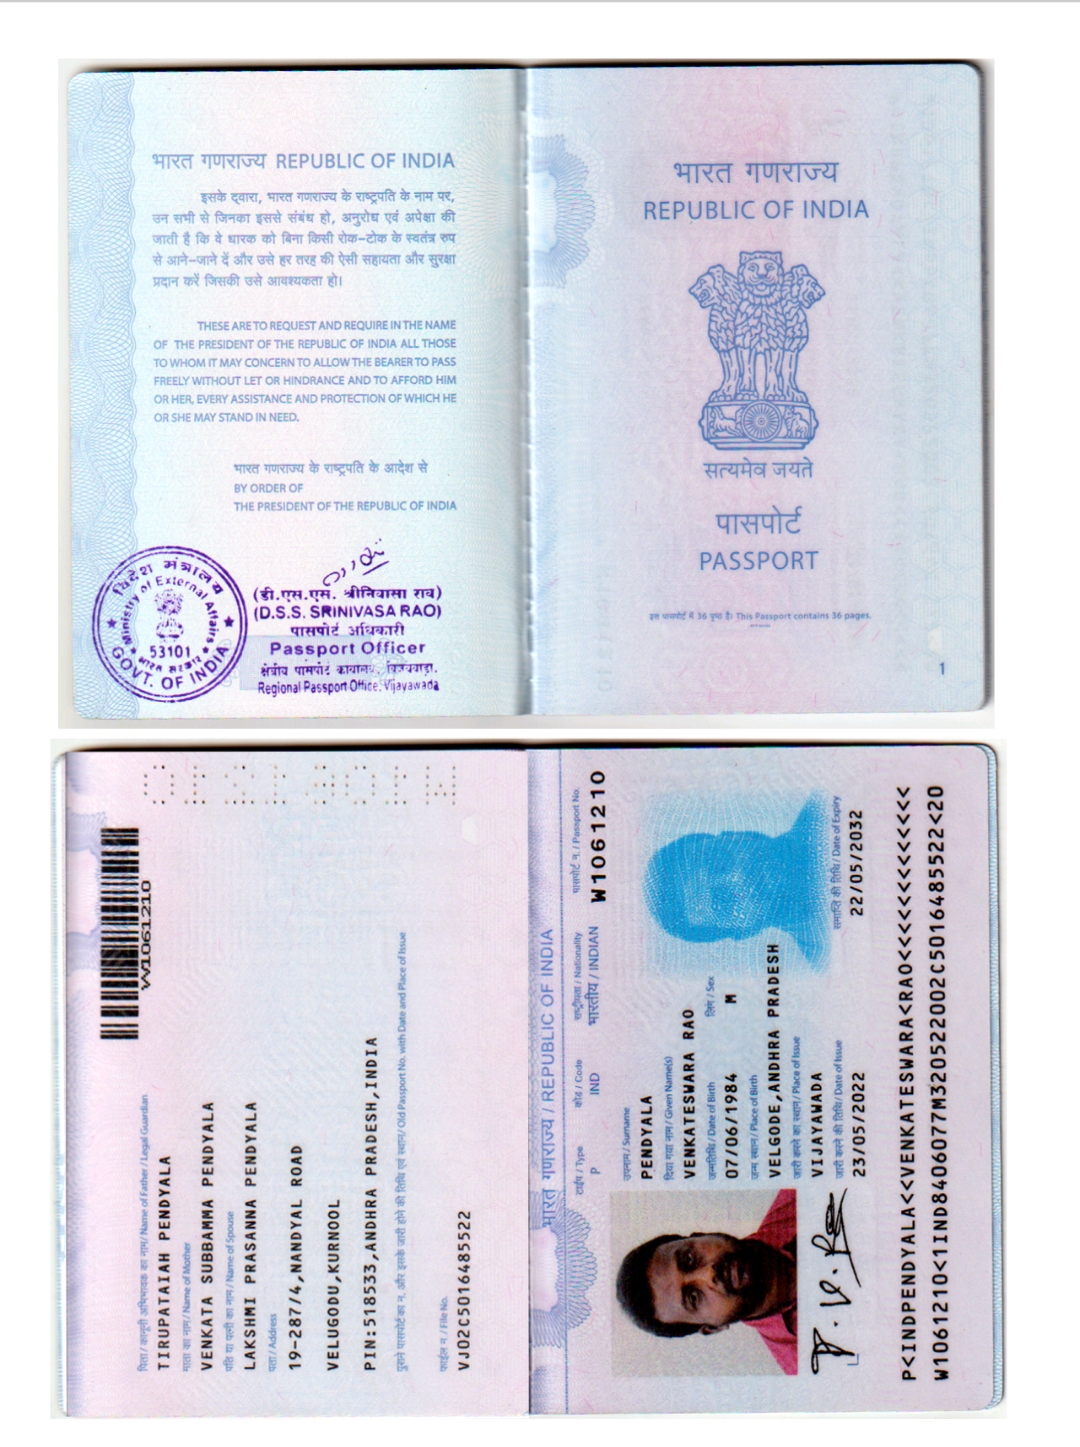 भारत गणराज्य REPUBLIC OF INDIA
इसके द्वारा, भारत गणराज्य के राष्ट्रपति के नाम पर,
उन सभी से जिनका इससे संबंध हो, अनुरोध एवं अपेक्षा की
जाती है कि वे धारक को बिना किसी रोक-टोक के स्वतंत्र रुप
से आने-जाने दें और उसे हर तरह की ऐसी सहायता और सुरक्षा
प्रदान करें जिसकी उसे आवश्यकता हो।
THESE ARE TO REQUEST AND REQUIRE IN THE NAME
OF THE PRESIDENT OF THE REPUBLIC OF INDIA ALL THOSE
TO WHOM IT MAY CONCERN TO ALLOW THE BEARER TO PASS
FREELY WITHOUT LET OR HINDRANCE AND TO AFFORD HIM
OR HER, EVERY ASSISTANCE AND PROTECTION OF WHICH HE
OR SHE MAY STAND IN NEED.
भारत गणराज्य के राष्ट्रपति के आदेश से
BY ORDER OF
THE PRESIDENT OF THE REPUBLIC OF INDIA
विदेश मंत्रालय
Ministry of External Affairs
53101
भारत सरकार
GOVT. OF INDIA
(डी.एस.एस. श्रीनिवासा राव)
(D.S.S. SRINIVASA RAO)
पासपोर्ट अधिकारी
Passport Officer
क्षेत्रीय पासपोर्ट कार्यालय, विजयवाड़ा.
Regional Passport Office, Vijayawada
भारत गणराज्य
REPUBLIC OF INDIA
सत्यमेव जयते
पासपोर्ट
PASSPORT
इस पासपोर्ट में 36 पृष्ठ हैं। This Passport contains 36 pages.
1
W1061210
W1061210
पिता / कानूनी अभिभावक का नाम / Name of Father / Legal Guardian
TIRUPATAIAH PENDYALA
माता का नाम / Name of Mother
VENKATA SUBBAMMA PENDYALA
पति या पत्नी का नाम / Name of Spouse
LAKSHMI PRASANNA PENDYALA
पता / Address
19-287/4,NANDYAL ROAD
VELUGODU,KURNOOL
PIN:518533,ANDHRA PRADESH,INDIA
पुराने पासपोर्ट का न. और इसके जारी होने की तिथि एवं स्थान / Old Passport No. with Date and Place of Issue
फाईल न. / File No.
VJ02C5016485522
भारत गणराज्य / REPUBLIC OF INDIA
टाईप / Type कोड / Code राष्ट्रीयता / Nationality पासपोर्ट न. / Passport No.
P IND भारतीय / INDIAN W1061210
उपनाम / Surname
PENDYALA
दिया गया नाम / Given Name(s)
VENKATESWARA RAO
जन्मतिथि / Date of Birth लिंग / Sex
07/06/1984 M
जन्म स्थान / Place of Birth
VELGODE,ANDHRA PRADESH
जारी करने का स्थान / Place of Issue
VIJAYAWADA
जारी करने की तिथि / Date of Issue समाप्ति की तिथि / Date of Expiry
23/05/2022 22/05/2032
P<INDPENDYALA<<VENKATESWARA<RAO<<<<<<<<<<<<<
W1061210<1IND8406077M3205222002C5016485522<20